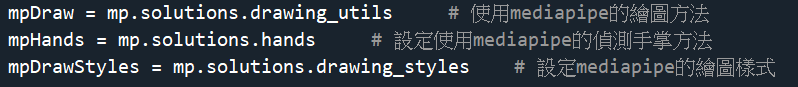 mpDraw = mp.solutions.drawing_utils      # 使用mediapipe的繪圖方法
mpHands = mp.solutions.hands      # 設定使用mediapipe的偵測手掌方法
mpDrawStyles = mp.solutions.drawing_styles    # 設定mediapipe的繪圖樣式